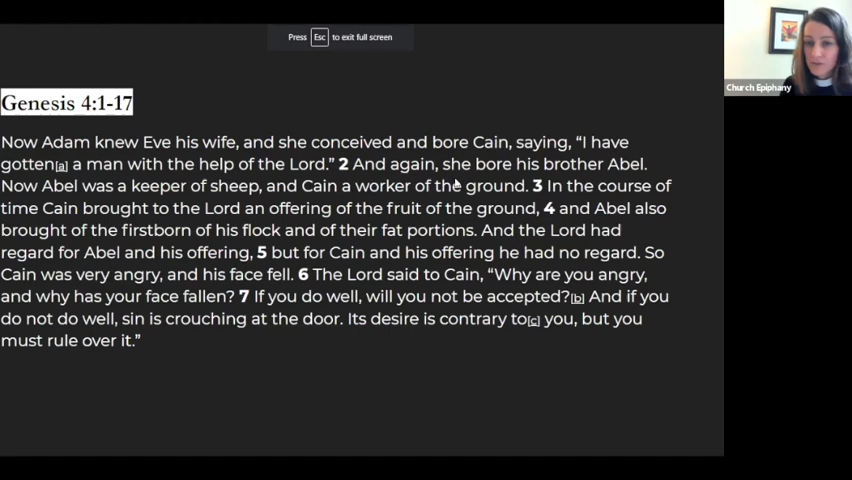 Press Esc to exit full screen
Church Epiphany
Genesis 4:1-17
Now Adam knew Eve his wife, and she conceived and bore Cain, saying, “I have
gotten[a] a man with the help of the Lord.” 2 And again, she bore his brother Abel.
Now Abel was a keeper of sheep, and Cain a worker of the ground. 3 In the course of
time Cain brought to the Lord an offering of the fruit of the ground, 4 and Abel also
brought of the firstborn of his flock and of their fat portions. And the Lord had
regard for Abel and his offering, 5 but for Cain and his offering he had no regard. So
Cain was very angry, and his face fell. 6 The Lord said to Cain, “Why are you angry,
and why has your face fallen? 7 If you do well, will you not be accepted?[b] And if you
do not do well, sin is crouching at the door. Its desire is contrary to[c] you, but you
must rule over it.”